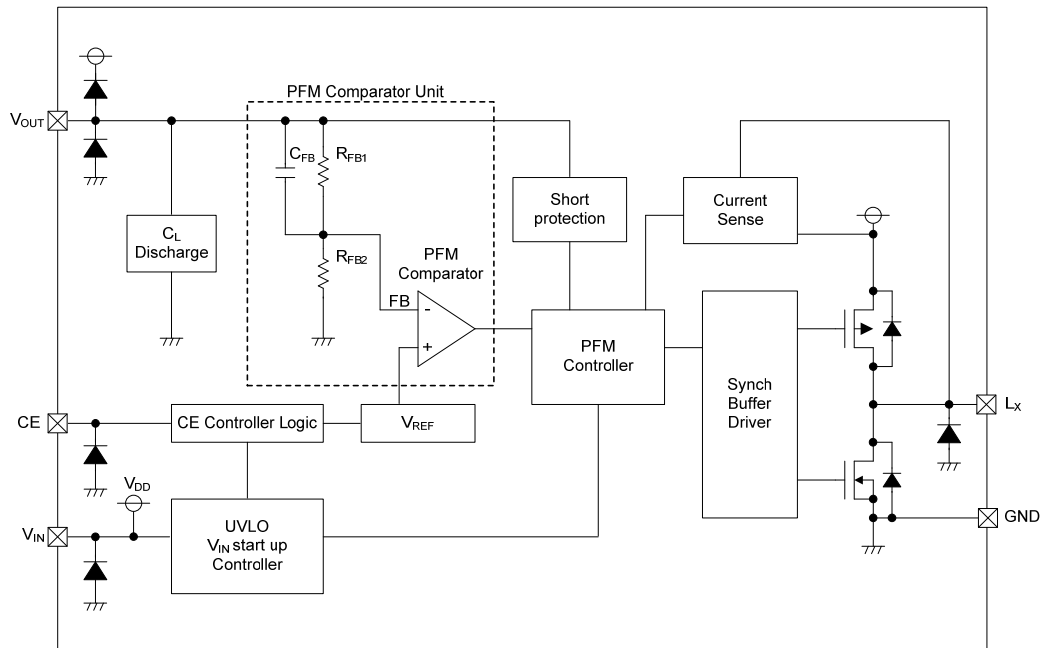 PFM Comparator Unit
VOUT
CFB
RFB1
Short
protection
Current
Sense
CL
Discharge
RFB2
PFM
Comparator
FB
-
+
PFM
Controller
Synch
Buffer
Driver
CE
CE Controller Logic
VREF
LX
VDD
VIN
UVLO
VIN start up
Controller
GND